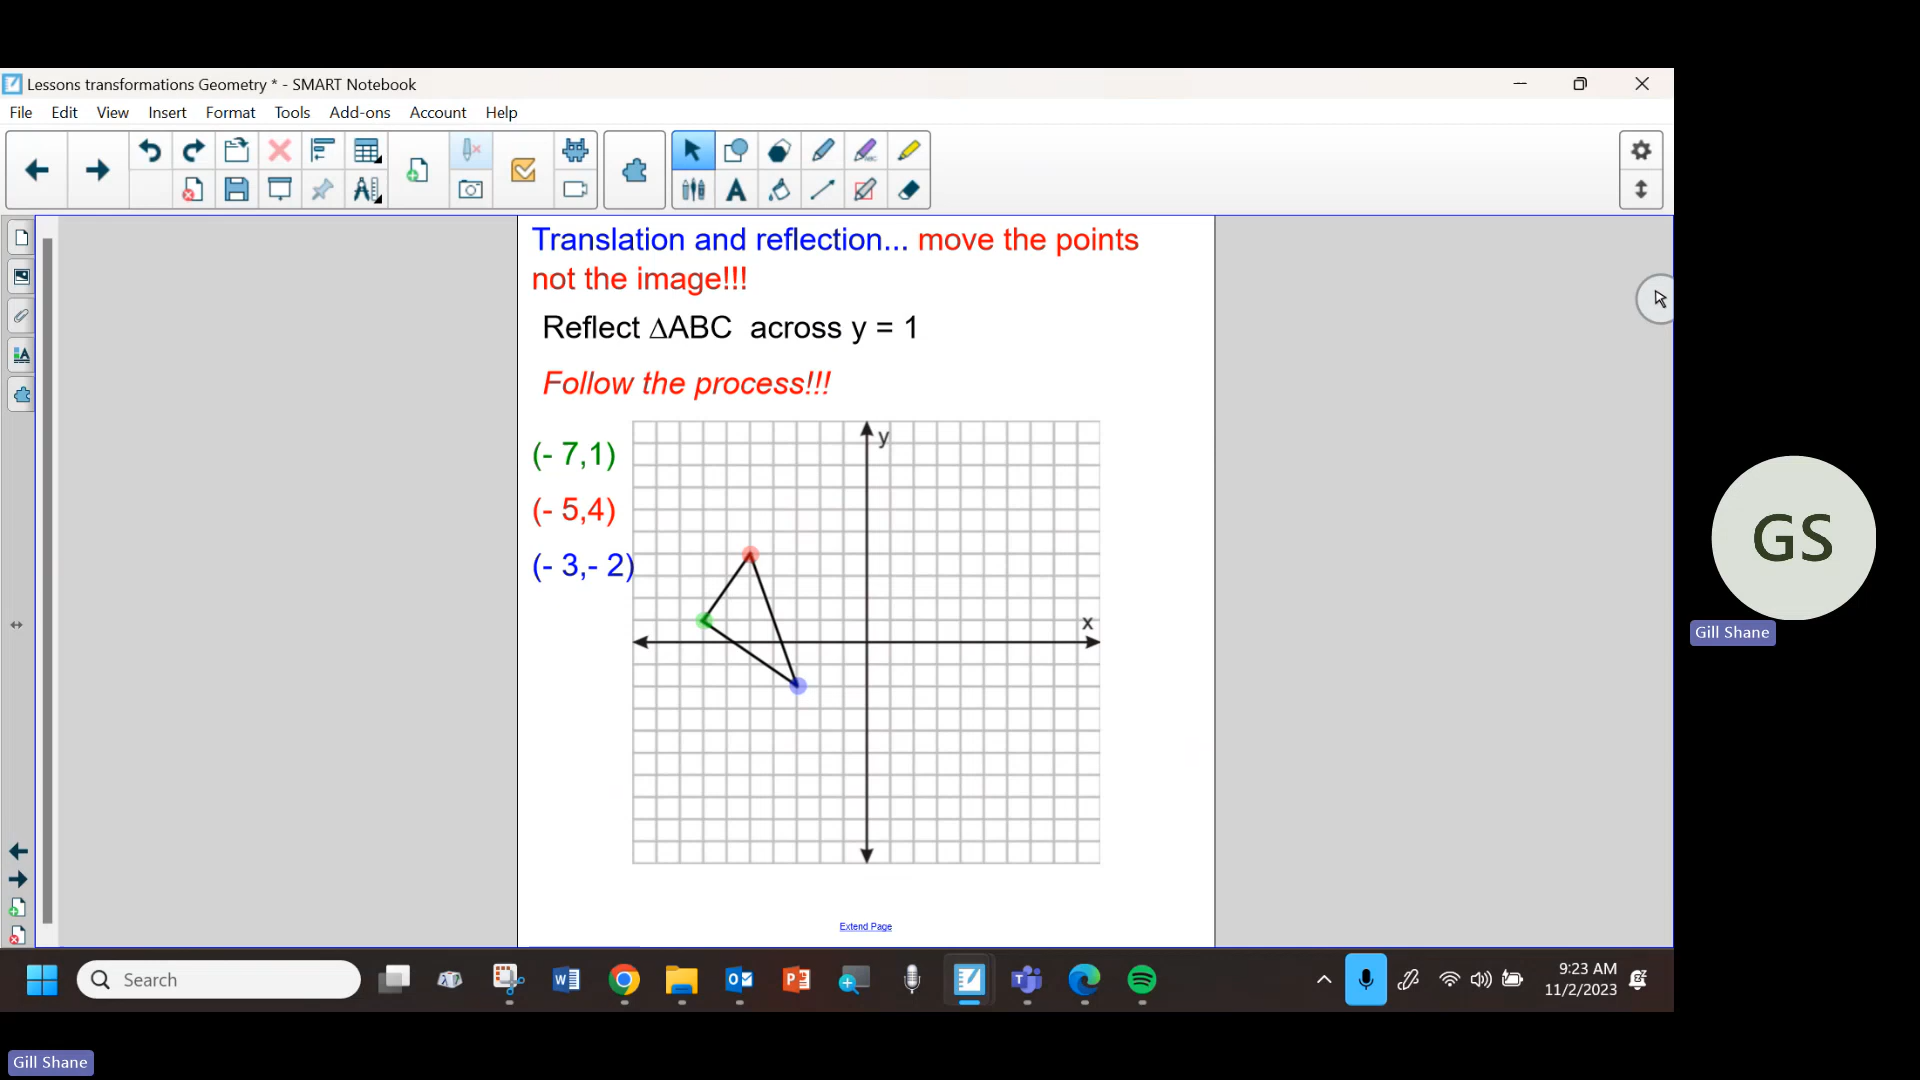 Lessons transformations Geometry * - SMART Notebook
File Edit View Insert Format Tools Add-ons Account Help
Translation and reflection... move the points
not the image!!!
Reflect ∆ABC across y = 1
Follow the process!!!
(- 7,1)
(- 5,4)
(- 3,- 2)
y
x
Extend Page
GS
Gill Shane
Search
9:23 AM
11/2/2023
Gill Shane